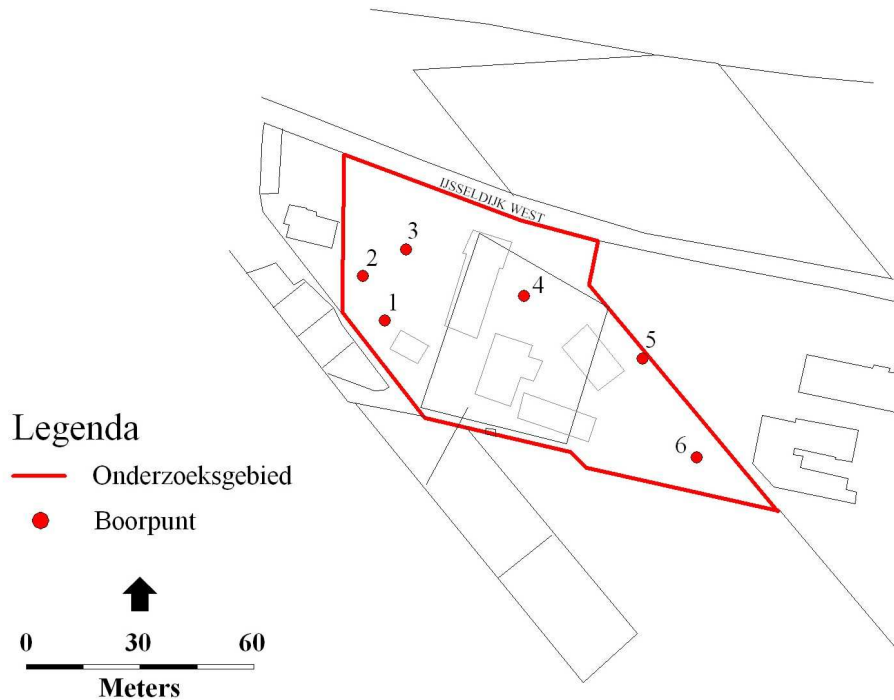 IJSSELDIJK WEST
3
2
4
1
5
6
Legenda
Onderzoeksgebied
Boorpunt
0 30 60
Meters